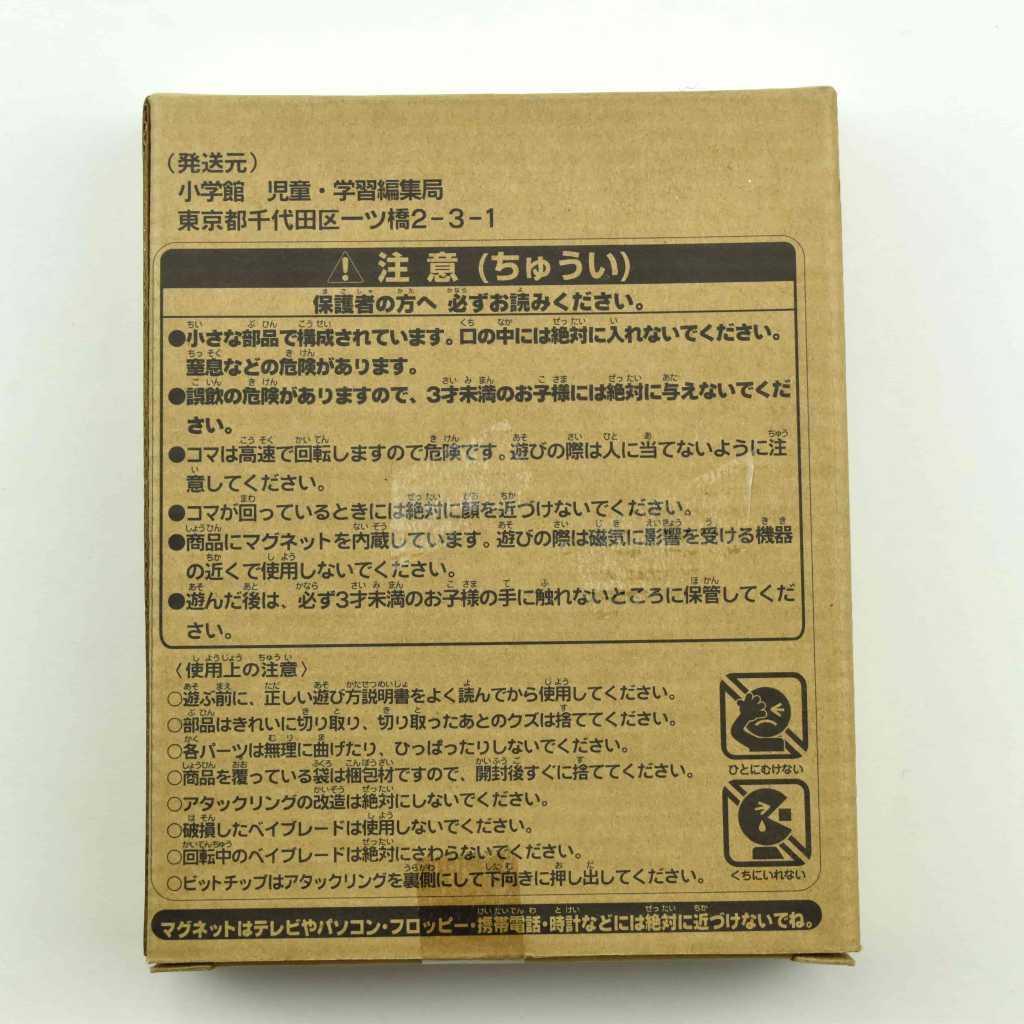 (発送元)
小学館 児童・学習編集局
東京都千代田区一ツ橋2-3-1
注意(ちゅうい)
保護者の方へ 必ずお読みください。
●小さな部品で構成されています。口の中には絶対に入れないでください。
窒息などの危険があります。
●誤飲の危険がありますので、3才未満のお子様には絶対に与えないでくだ
さい。
●コマは高速で回転しますので危険です。遊びの際は人に当てないように注
意してください。
●コマが回っているときには絶対に顔を近づけないでください。
●商品にマグネットを内蔵しています。遊びの際は磁気に影響を受ける機器
の近くで使用しないでください。
●遊んだ後は、必ず3才未満のお子様の手に触れないところに保管してくだ
さい。
〈使用上の注意〉
○遊ぶ前に、正しい遊び方説明書をよく読んでから使用してください。
○部品はきれいに切り取り、切り取ったあとのクズは捨ててください。
○各パーツは無理に曲げたり、ひっぱったりしないでください。
○商品を覆っている袋は梱包材ですので、開封後すぐに捨ててください。
○アタックリングの改造は絶対にしないでください。
○破損したベイブレードは使用しないでください。
○回転中のベイブレードは絶対にさわらないでください。
○ビットチップはアタックリングを裏側にして下向きに押し出してください。
ひとにむけない
くちにいれない
マグネットはテレビやパソコン・フロッピー・携帯電話・時計などには絶対に近づけないでね。